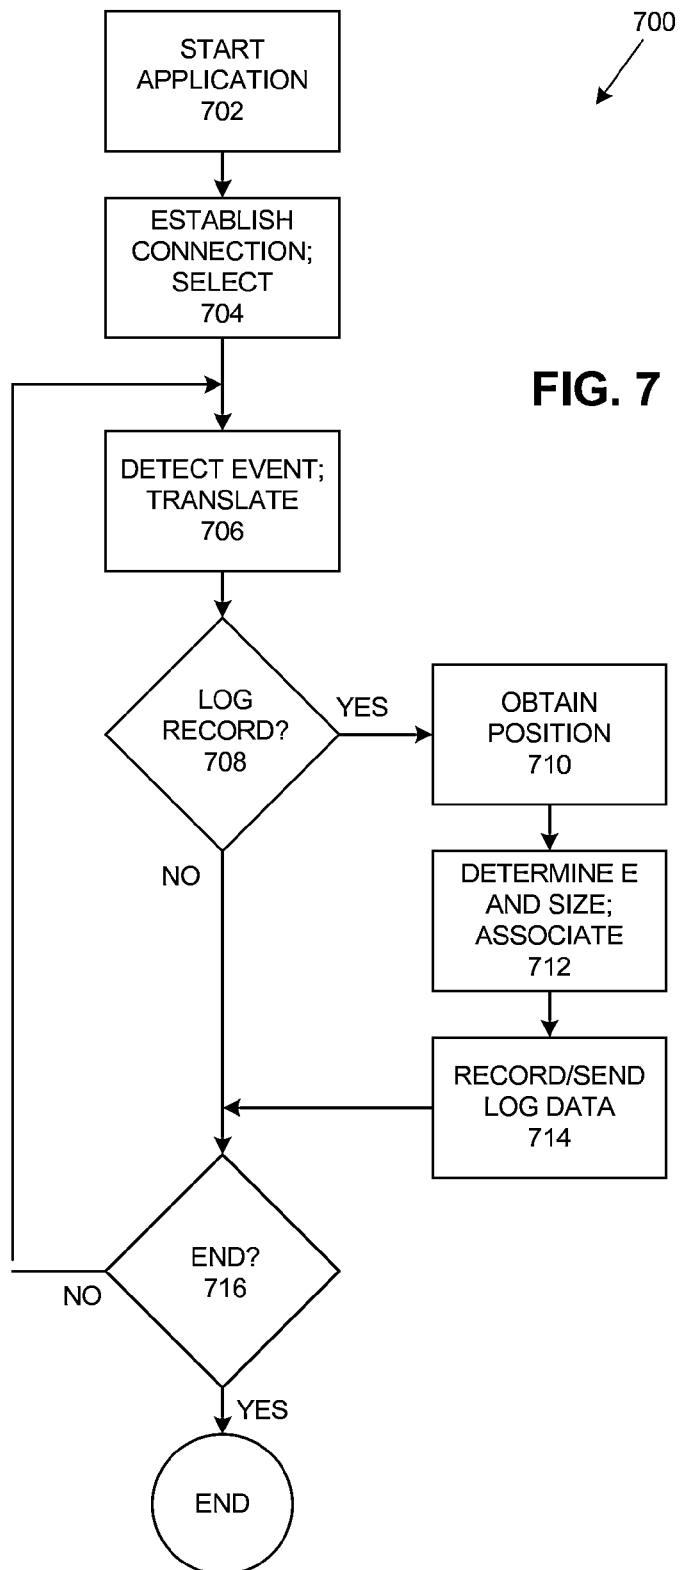 START
APPLICATION
702
700
ESTABLISH
CONNECTION;
SELECT
704
FIG. 7
DETECT EVENT;
TRANSLATE
706
LOG
RECORD?
708
YES
OBTAIN
POSITION
710
NO
DETERMINE E
AND SIZE;
ASSOCIATE
712
RECORD/SEND
LOG DATA
714
END?
716
NO
YES
END